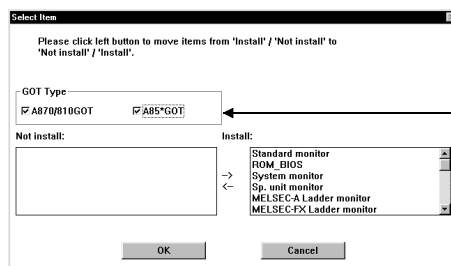 Select Item
Please click left button to move items from 'Install' / 'Not install' to
'Not install' / 'Install'.
GOT Type
A870/810GOT
A85*GOT
Not install:
Install:
->
<-
Standard monitor
ROM_BIOS
System monitor
Sp. unit monitor
MELSEC-A Ladder monitor
MELSEC-FX Ladder monitor
OK
Cancel